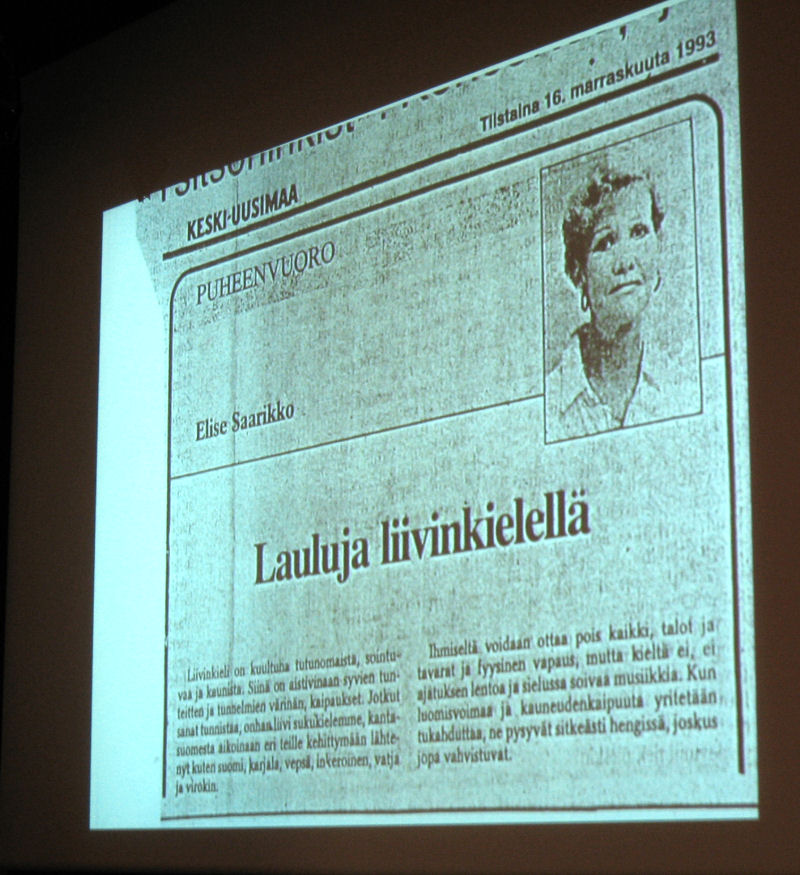 Tiistaina 16. marraskuuta 1993
KESKI-UUSIMAA
PUHEENVUORO
Elise Saarikko
Lauluja liivinkielellä
Liivinkieli on kuultuna tutunomaista, sointu-
vaa ja kaunista. Siinä on aistivinaan syvien tun-
teitten ja tunnelmien värinän, kaipaukset. Jotkut
sanat tunnistaa, onhan liivi sukukielemme, kanta-
suomesta aikoinaan eri teille kehittymään lähte-
nyt kuten suomi, karjala, vepsä, inkeroinen, vatja
ja virokin.
Ihmiseltä voidaan ottaa pois kaikki, talot ja
tavarat ja fyysinen vapaus, mutta kieltä ei, ei
ajatuksen lentoa ja sielussa soivaa musiikkia. Kun
luomisvoimaa ja kauneudenkaipuuta yritetään
tukahduttaa, ne pysyvät sitkeästi hengissä, joskus
jopa vahvistuvat.